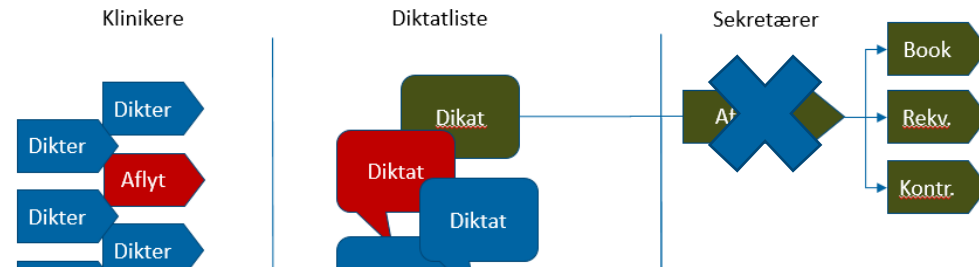 Klinikere
Diktatliste
Sekretærer
Dikter
Dikter
Aflyt
Dikter
Dikter
Dikat
Diktat
Diktat
Book
Rekv.
Kontr.